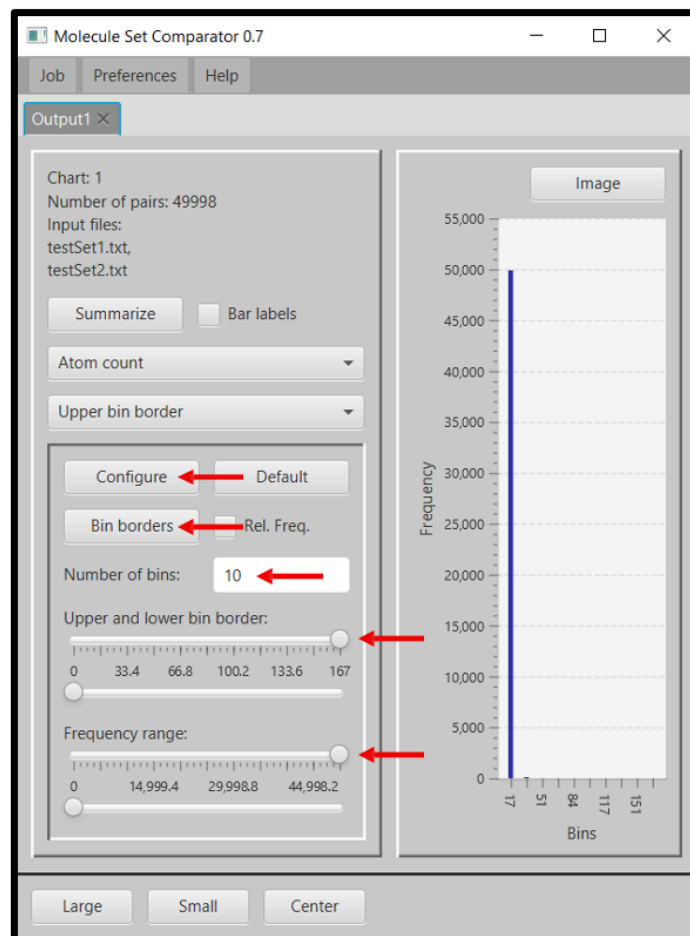 Molecule Set Comparator 0.7
Job Preferences Help
Output1
Chart: 1
Number of pairs: 49998
Input files:
testSet1.txt,
testSet2.txt
Summarize Bar labels
Atom count
Upper bin border
Configure Default
Bin borders Rel. Freq.
Number of bins: 10
Upper and lower bin border:
0 33.4 66.8 100.2 133.6 167
Frequency range:
0 14,999.4 29,998.8 44,998.2
Image
55,000
50,000
45,000
40,000
35,000
30,000
25,000
20,000
15,000
10,000
5,000
0
Frequency
17 51 84 117 151
Bins
Large Small Center